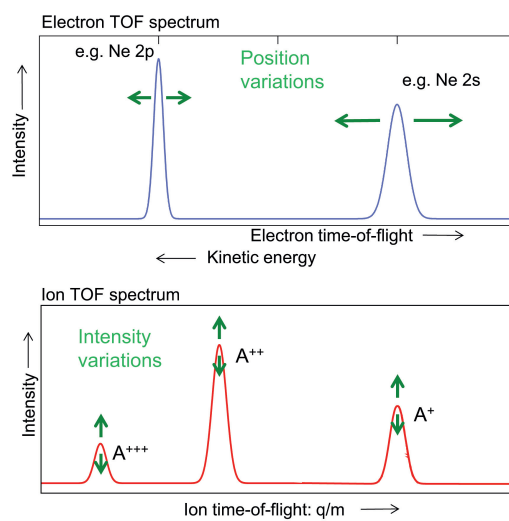 Electron TOF spectrum
e.g. Ne 2p
Position
variations
e.g. Ne 2s
Intensity
Electron time-of-flight
Kinetic energy
Ion TOF spectrum
Intensity
variations
A+++
A++
A+
Intensity
Ion time-of-flight: q/m